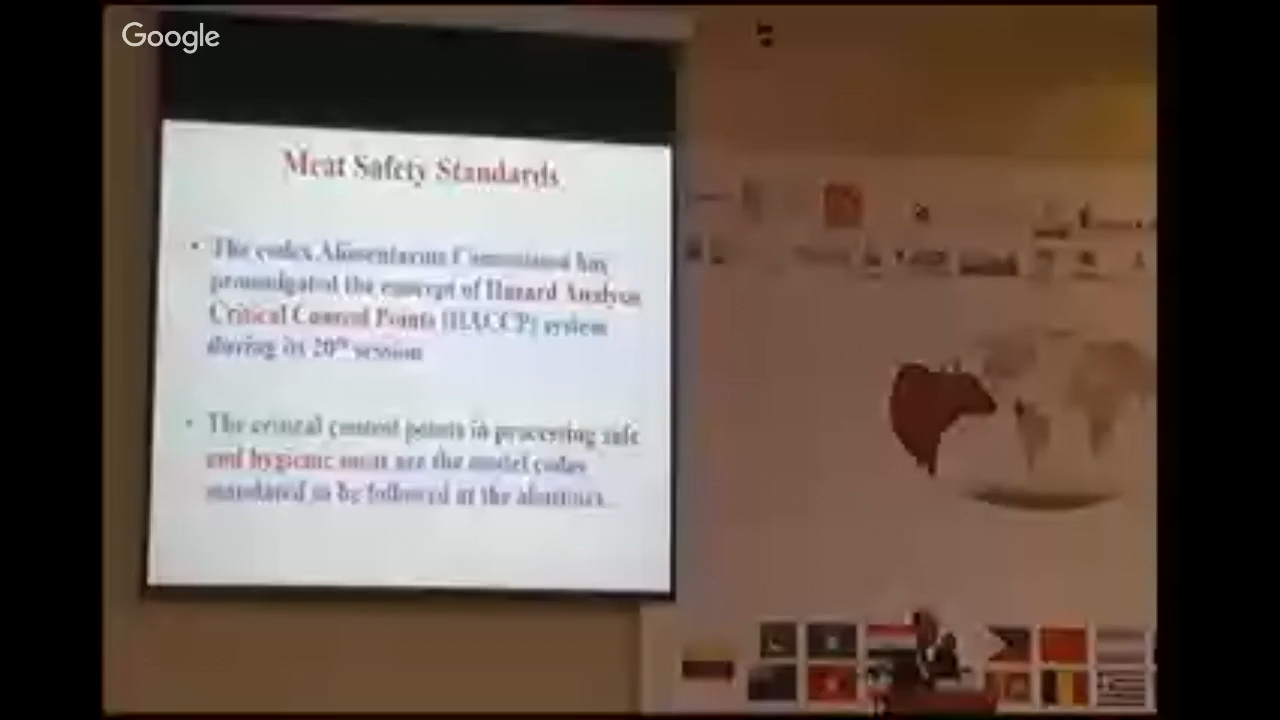 Google
Meat Safety Standards
• The codex Alimentarius Commission has
promulgated the concept of Hazard Analysis
Critical Control Points (HACCP) system
during its 20th session
• The critical control points in processing safe
and hygienic meat are the model codes
mandated to be followed at the abattoirs.